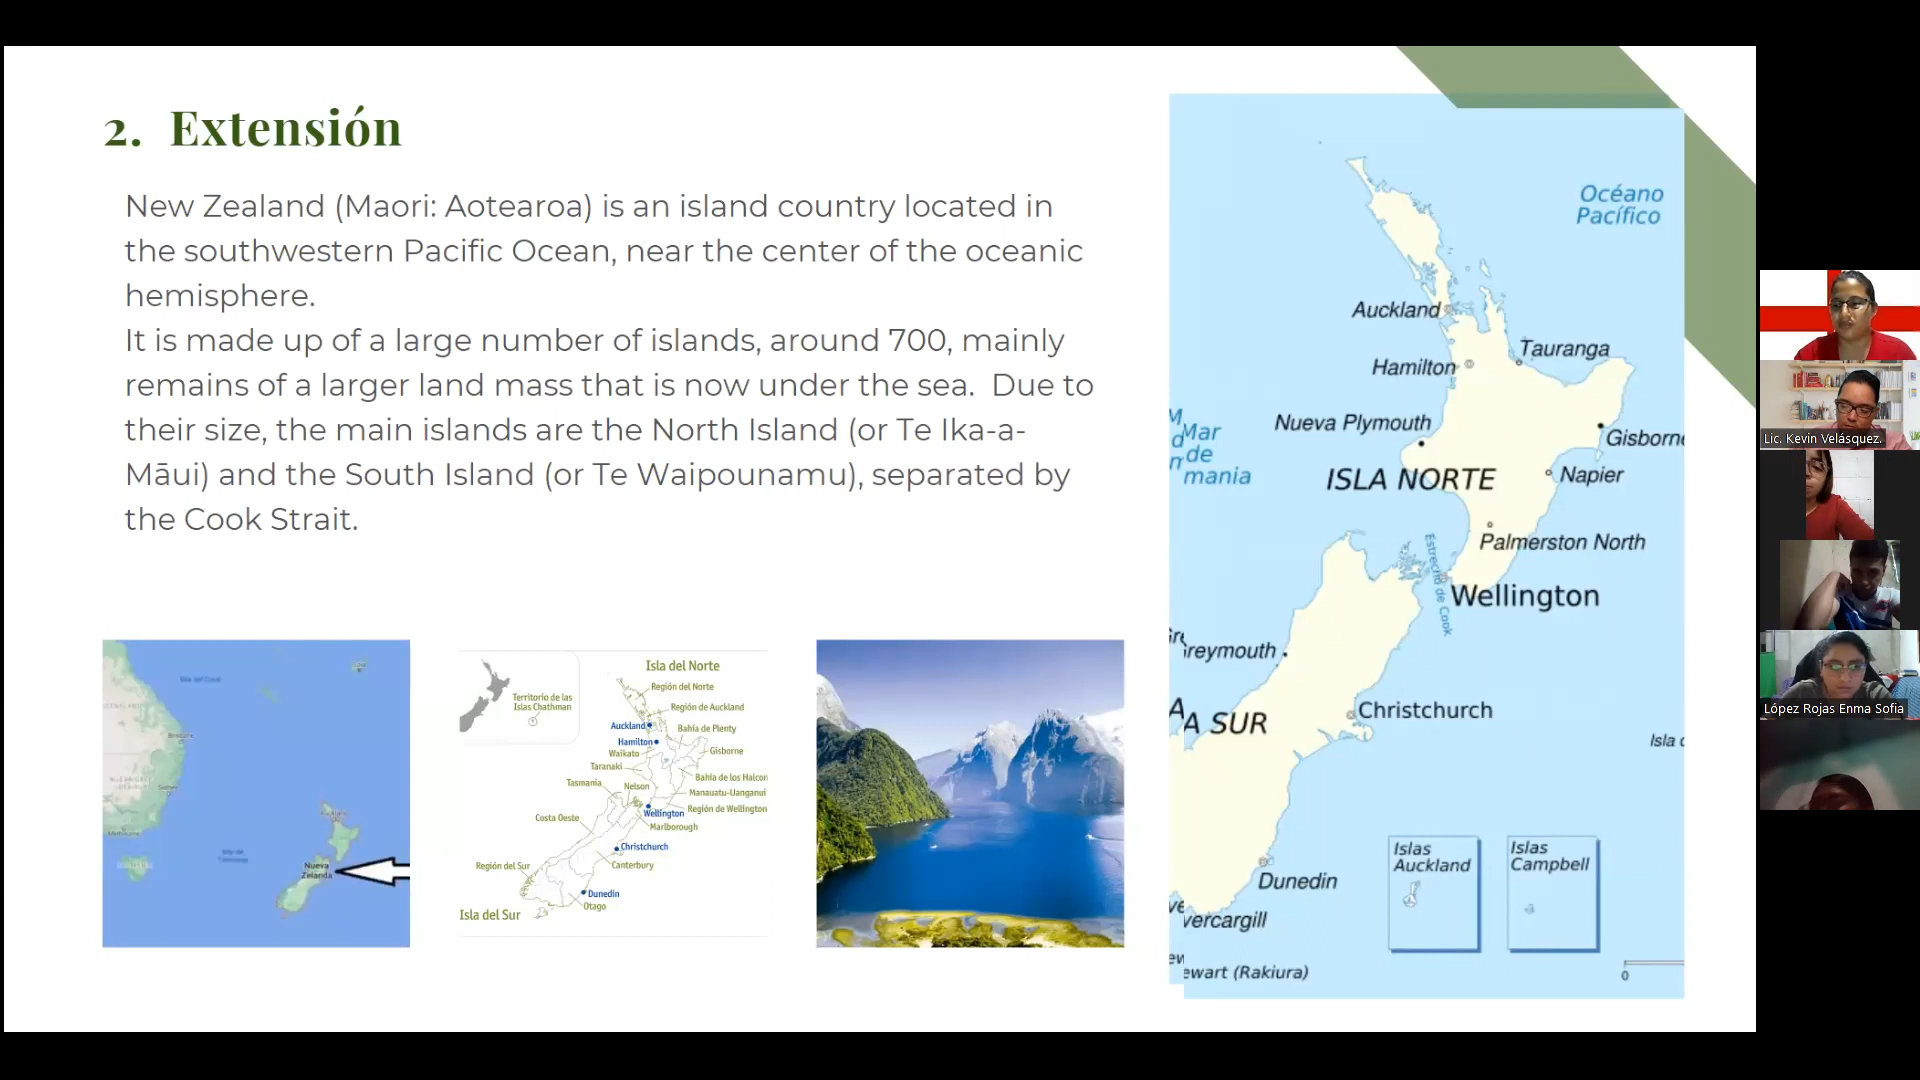 2. Extensión
New Zealand (Maori: Aotearoa) is an island country located in
the southwestern Pacific Ocean, near the center of the oceanic
hemisphere.
It is made up of a large number of islands, around 700, mainly
remains of a larger land mass that is now under the sea. Due to
their size, the main islands are the North Island (or Te Ika-a-
Māui) and the South Island (or Te Waipounamu), separated by
the Cook Strait.
Nueva
Zelanda
Isla del Norte
Territorio de las
Islas Chathman
Región del Norte
Región de Auckland
Auckland
Bahía de Plenty
Hamilton
Gisborne
Waikato
Taranaki
Bahía de los Halcon
Tasmania
Nelson
Manauatu-Uanganui
Wellington
Región de Wellington
Costa Oeste
Marlborough
Christchurch
Región del Sur
Canterbury
Dunedin
Otago
Isla del Sur
Océano
Pacífico
Auckland
Tauranga
Hamilton
Nueva Plymouth
Gisborne
Mar
de
mania
ISLA NORTE
Napier
Palmerston North
Estrecho de Cook
Wellington
Greymouth
A SUR
Christchurch
Isla
Islas
Auckland
Islas
Campbell
Dunedin
vercargill
ewart (Rakiura)
0
Lic. Kevin Velásquez.
López Rojas Enma Sofia